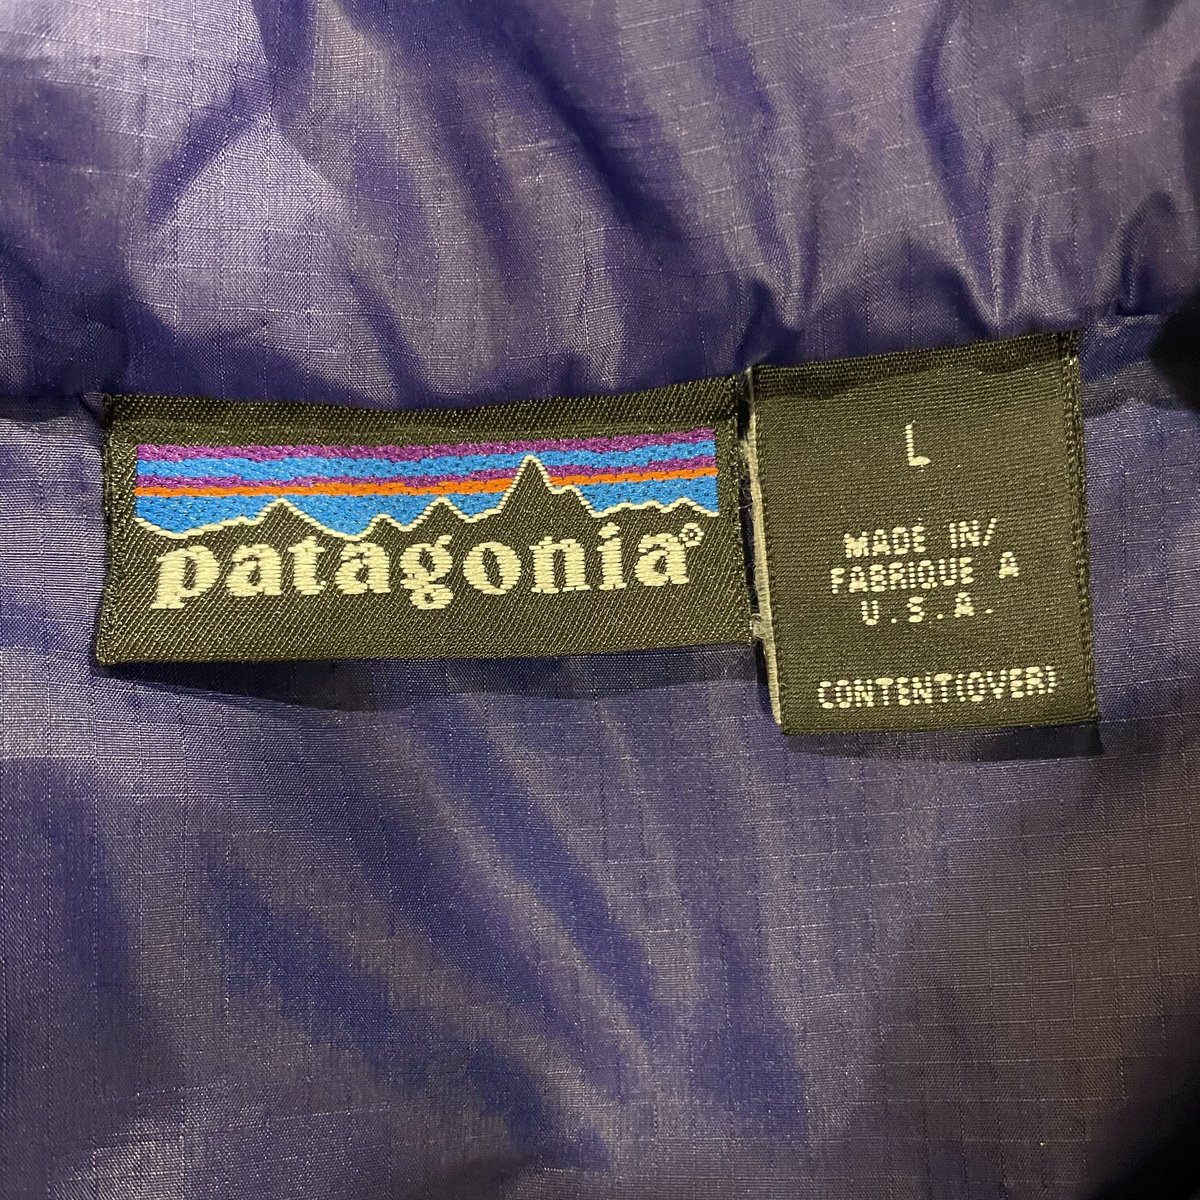 patagonia®
L
MADE IN/
FABRIQUE A
U.S.A.
CONTENT(OVER)